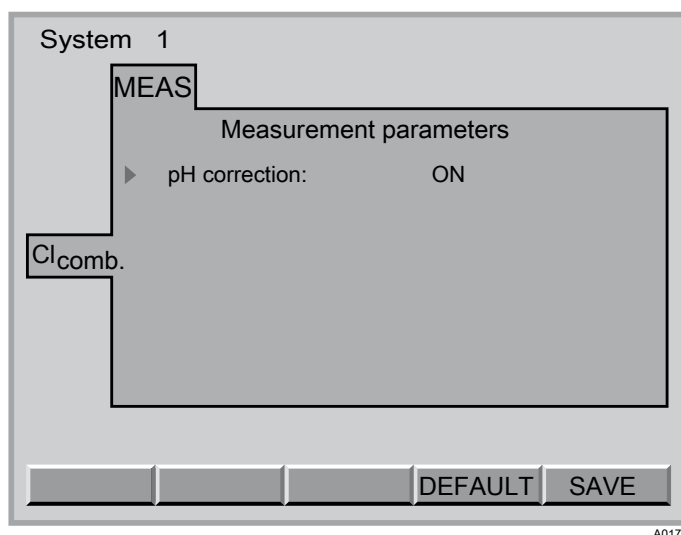 System 1
MEAS
Measurement parameters
pH correction: ON
Clcomb.
DEFAULT SAVE
A017